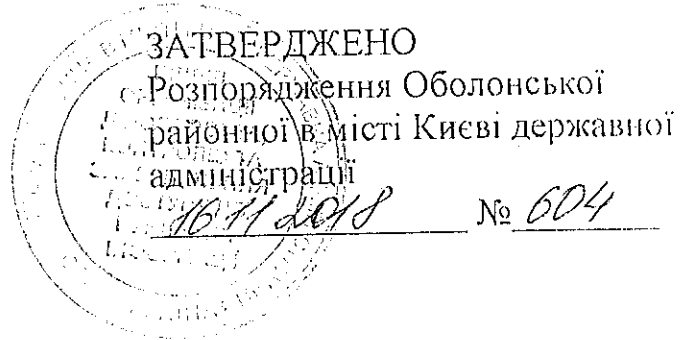 ЗАТВЕРДЖЕНО
Розпорядження Оболонської
районної в місті Києві державної
адміністрації
16 11 2018 № 604